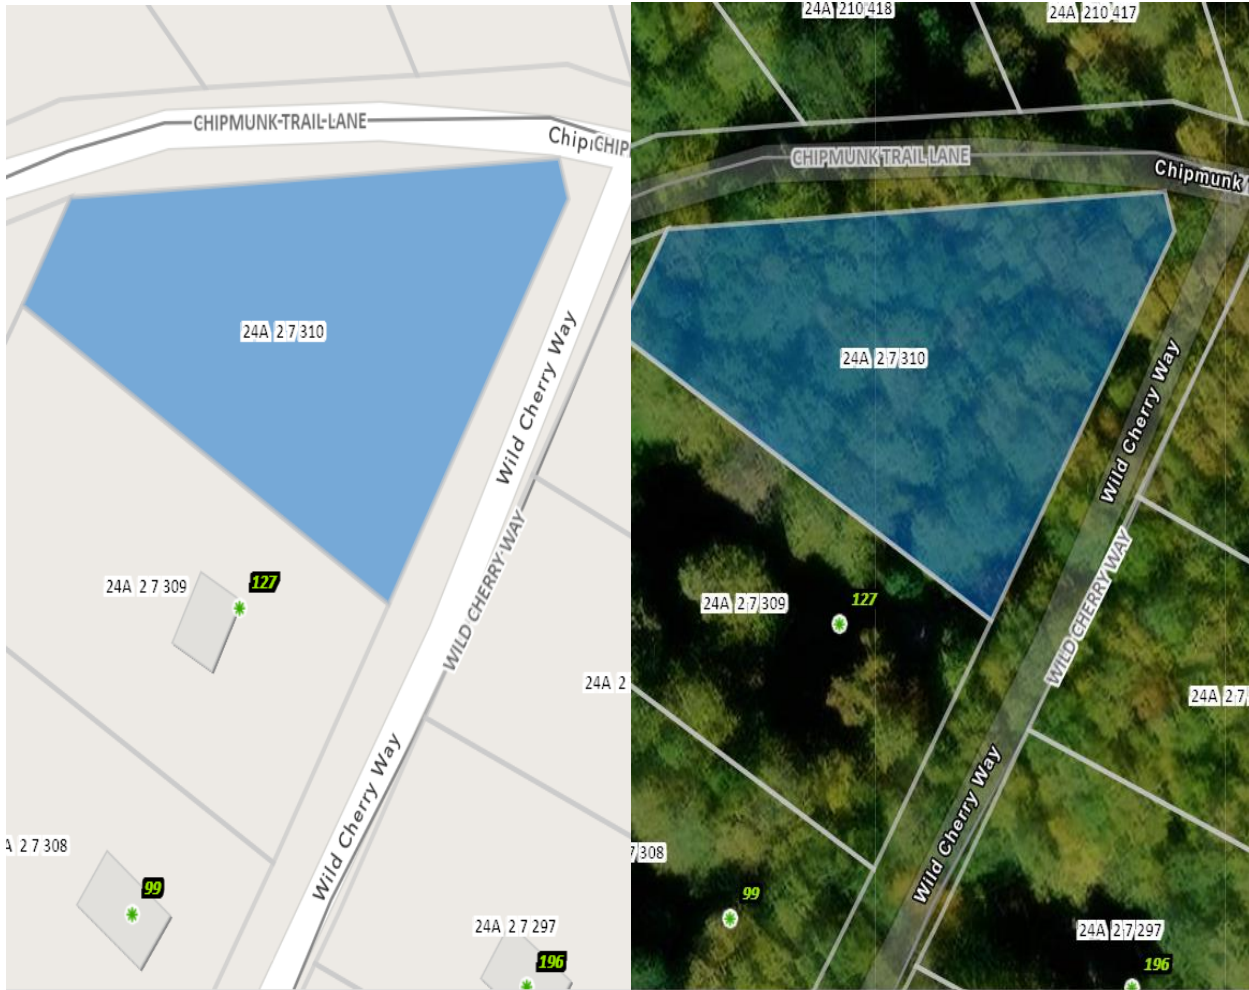 CHIPMUNK-TRAIL-LANE
Chipi
CHIP
24A 2 7 310
Wild Cherry Way
WILD CHERRY WAY
24A 2 7 309
127
24A 2
Wild Cherry Way
A 2 7 308
99
24A 2 7 297
196
24A 210 418
24A 210 417
CHIPMUNK TRAIL LANE
Chipmunk
24A 2 7 310
Wild Cherry Way
WILD CHERRY WAY
24A 2 7 309
127
24A 2 7
Wild Cherry Way
7 308
99
24A 2 7 297
196